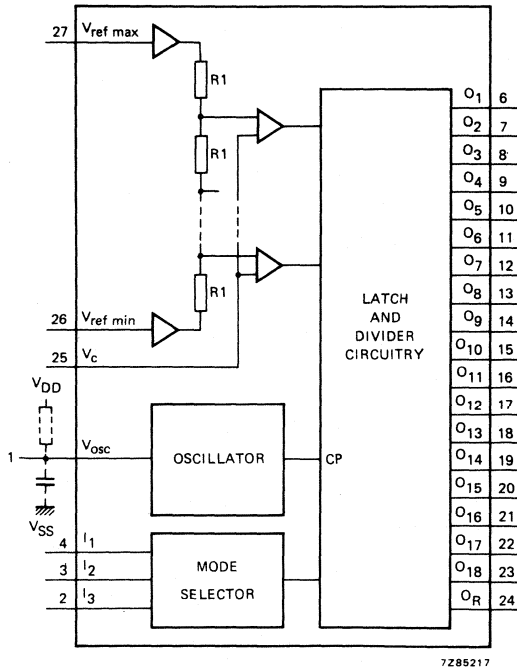 27 Vref max
R1
R1
R1
26 Vref min
25 Vc
VDD
1 Vosc
VSS
OSCILLATOR
CP
4 I1
3 I2
2 I3
MODE
SELECTOR
LATCH
AND
DIVIDER
CIRCUITRY
O1 6
O2 7
O3 8
O4 9
O5 10
O6 11
O7 12
O8 13
O9 14
O10 15
O11 16
O12 17
O13 18
O14 19
O15 20
O16 21
O17 22
O18 23
OR 24
7Z85217